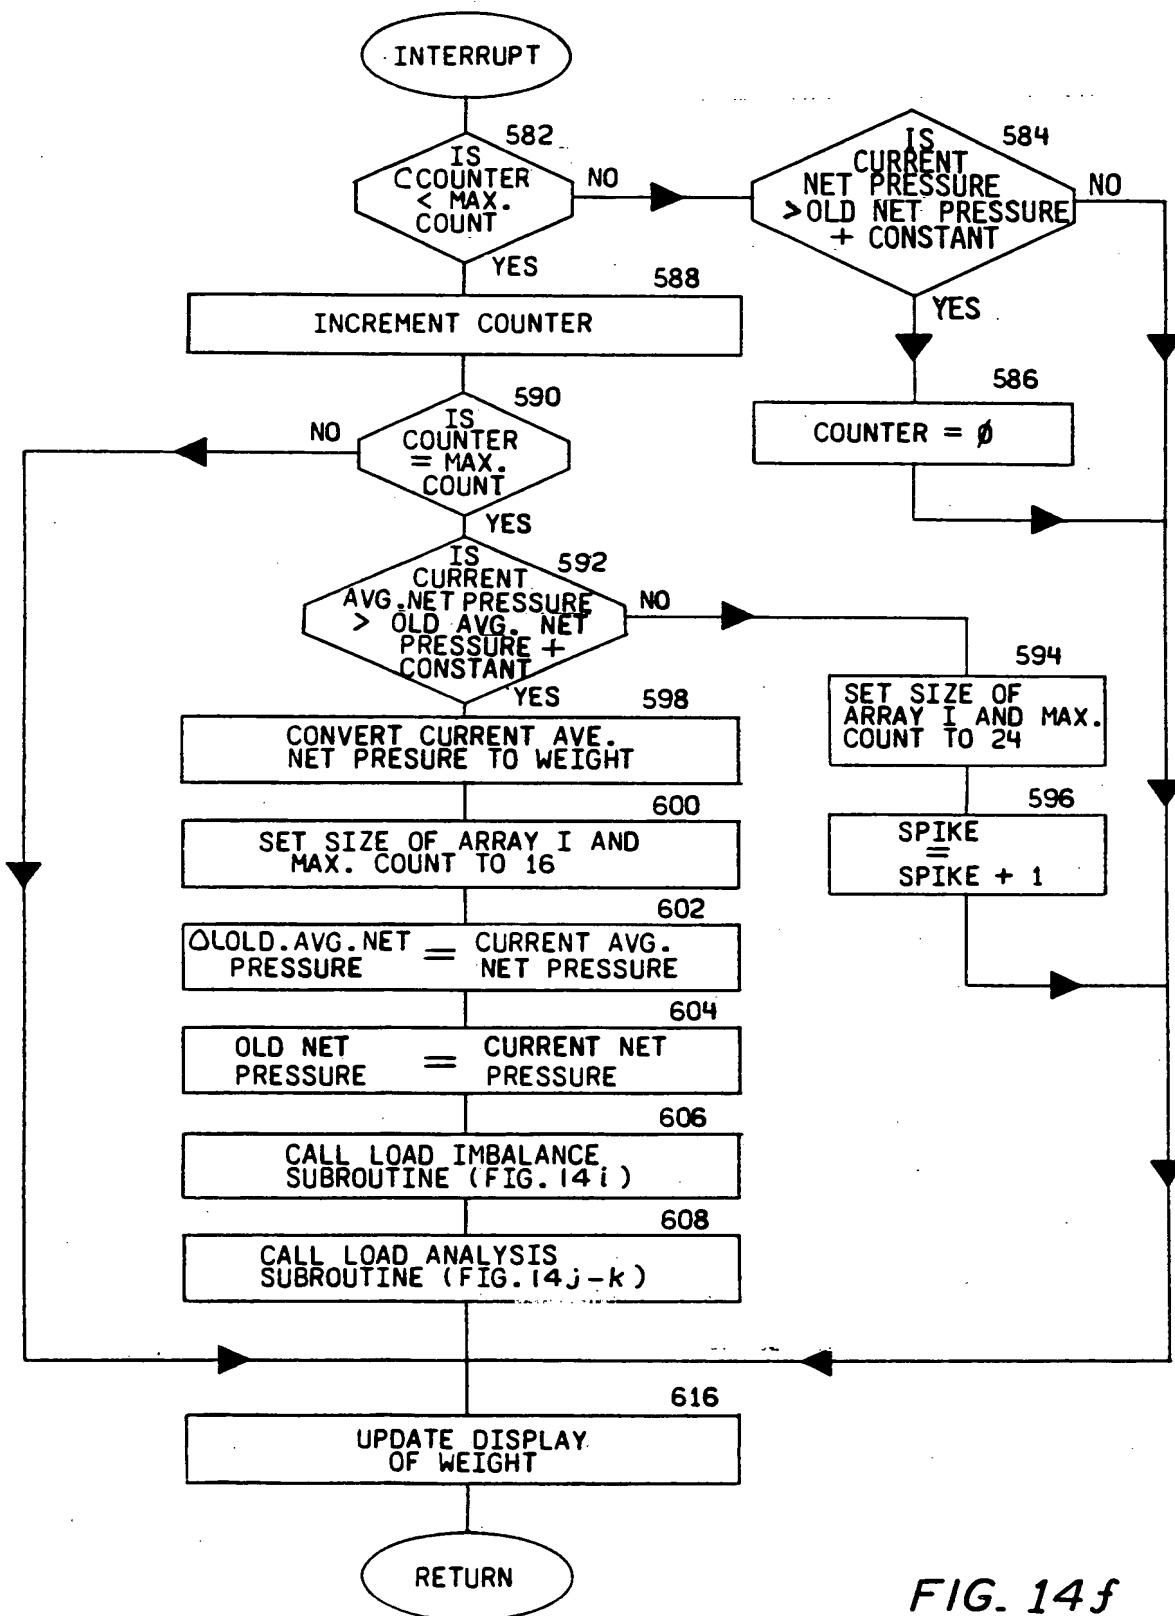 INTERRUPT
582
IS
CCOUNTER
< MAX.
COUNT
NO
YES
584
IS
CURRENT
NET PRESSURE
>OLD NET PRESSURE
+ CONSTANT
NO
YES
588
INCREMENT COUNTER
586
COUNTER = ø
590
IS
COUNTER
= MAX.
COUNT
NO
YES
592
IS
CURRENT
AVG.NET PRESSURE
> OLD AVG. NET
PRESSURE +
CONSTANT
NO
YES
594
SET SIZE OF
ARRAY I AND MAX.
COUNT TO 24
596
SPIKE
=
SPIKE + 1
598
CONVERT CURRENT AVE.
NET PRESURE TO WEIGHT
600
SET SIZE OF ARRAY I AND
MAX. COUNT TO 16
602
OLOLD.AVG.NET = CURRENT AVG.
PRESSURE NET PRESSURE
604
OLD NET = CURRENT NET
PRESSURE PRESSURE
606
CALL LOAD IMBALANCE
SUBROUTINE (FIG.14i)
608
CALL LOAD ANALYSIS
SUBROUTINE (FIG.14j-k)
616
UPDATE DISPLAY
OF WEIGHT
RETURN
FIG. 14f